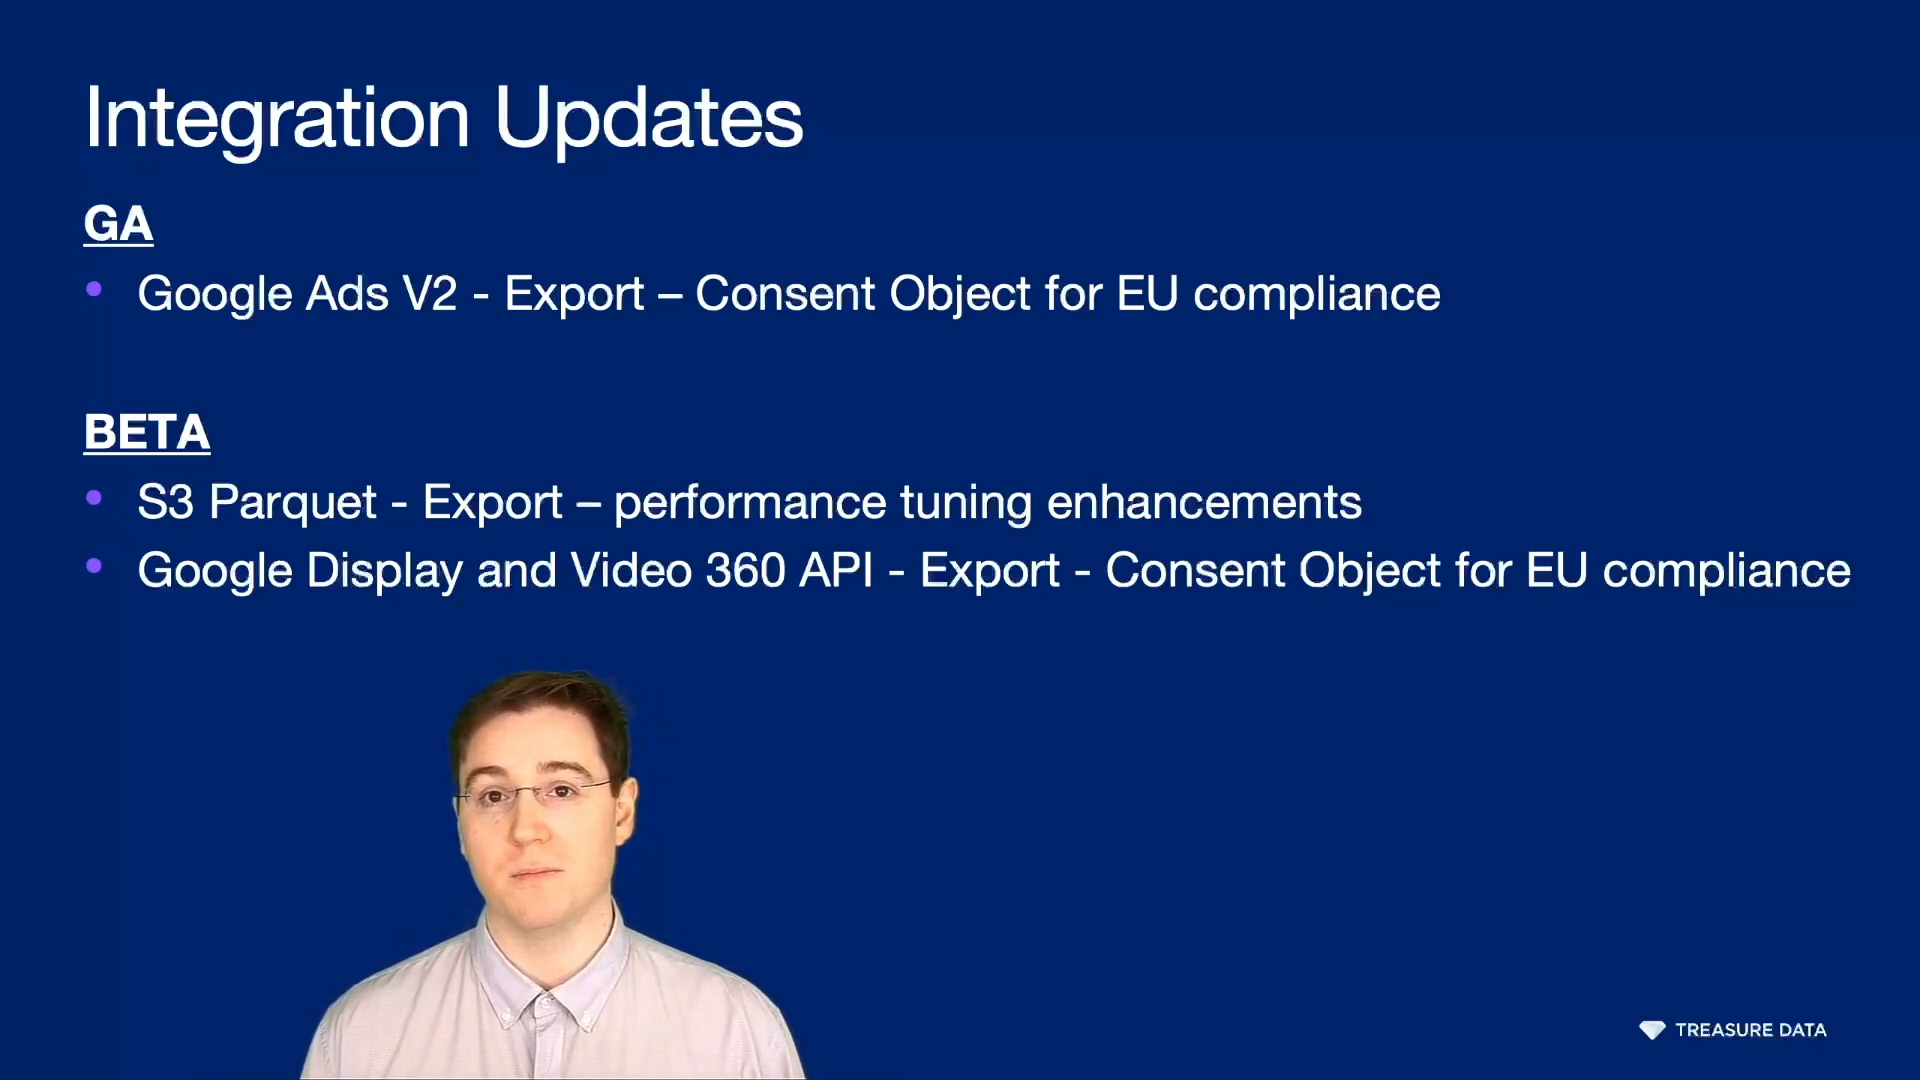 Integration Updates
GA
• Google Ads V2 - Export – Consent Object for EU compliance
BETA
• S3 Parquet - Export – performance tuning enhancements
• Google Display and Video 360 API - Export - Consent Object for EU compliance
TREASURE DATA